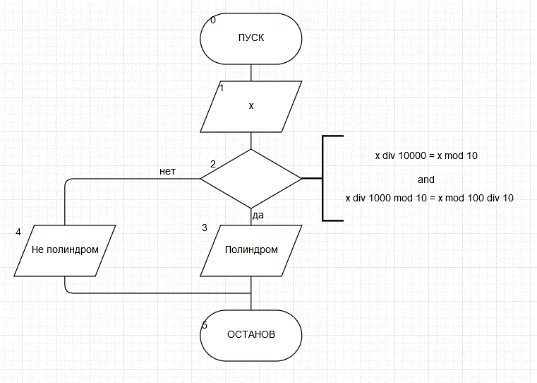 0
ПУСК
1
x
2
x div 10000 = x mod 10
and
x div 1000 mod 10 = x mod 100 div 10
нет
да
4
Не полиндром
3
Полиндром
5
ОСТАНОВ